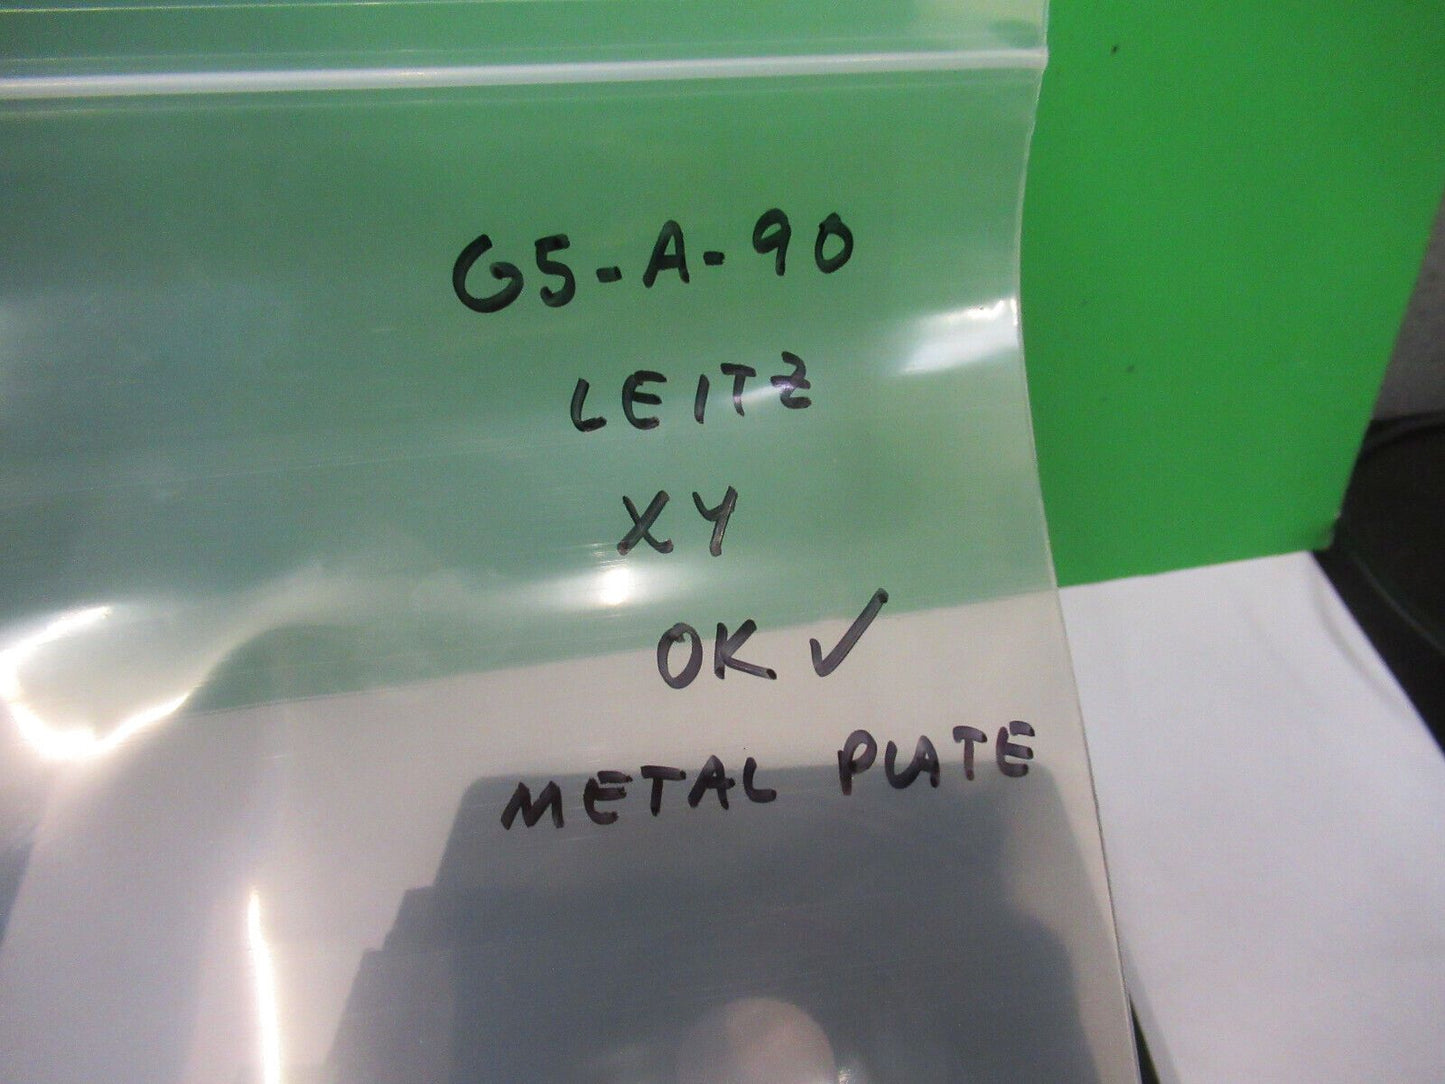 G5-A-90
LEITZ
XY
OK ✓
METAL PLATE